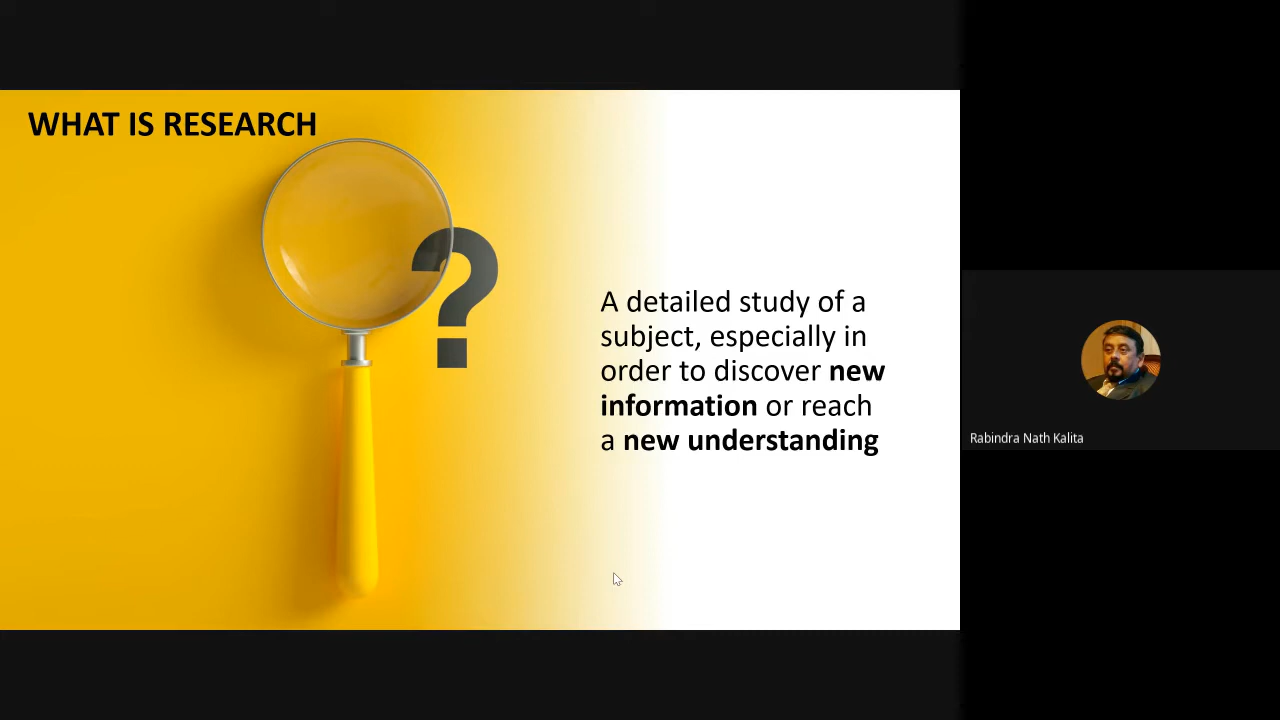 WHAT IS RESEARCH
?
A detailed study of a
subject, especially in
order to discover new
information or reach
a new understanding
Rabindra Nath Kalita